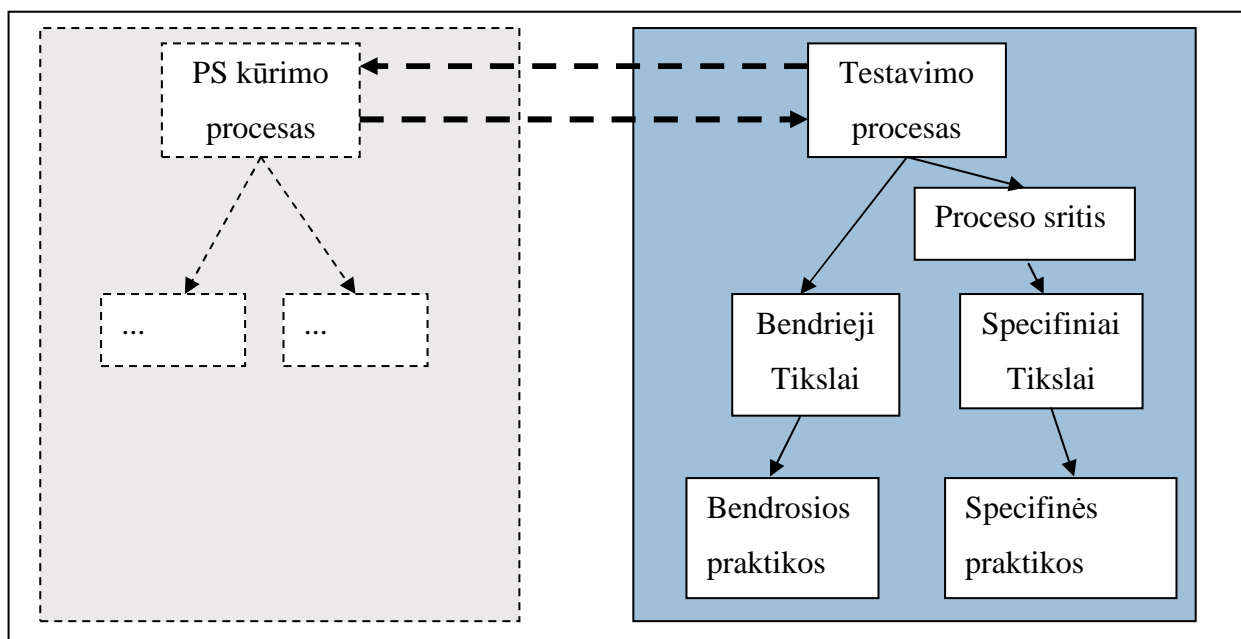 PS kūrimo
procesas
Testavimo
procesas
Proceso sritis
...
...
Bendrieji
Tikslai
Specifiniai
Tikslai
Bendrosios
praktikos
Specifinės
praktikos